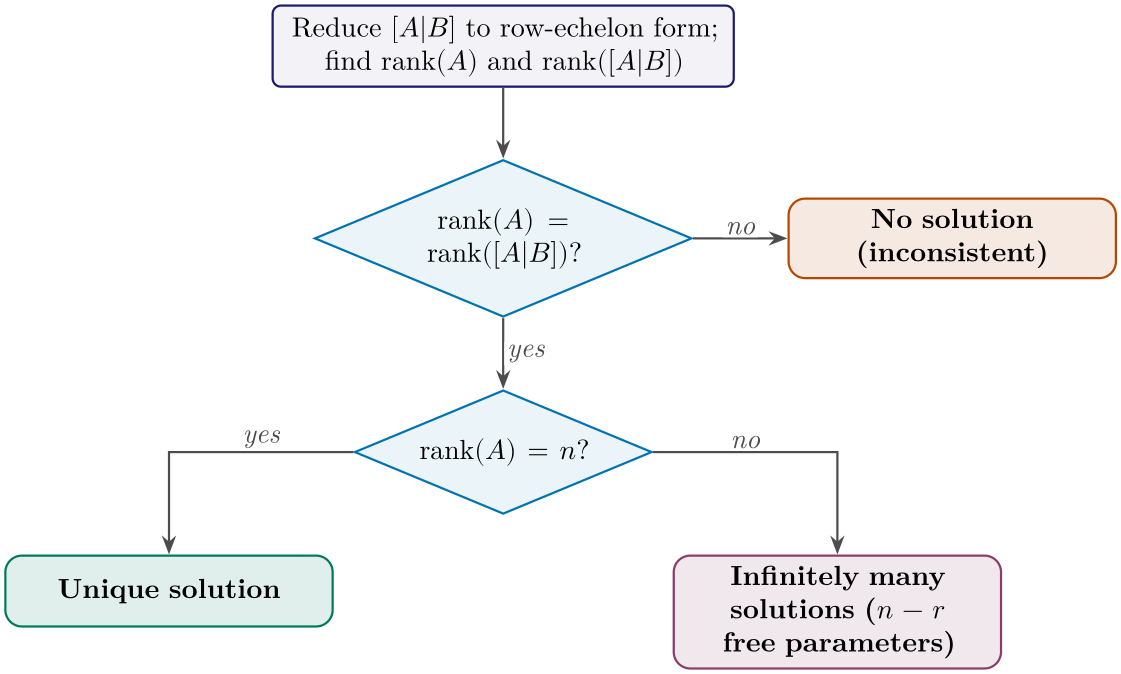 Reduce [A|B] to row-echelon form;
find rank(A) and rank([A|B])
rank(A) =
rank([A|B])?
no
No solution
(inconsistent)
yes
rank(A) = n?
yes
no
Unique solution
Infinitely many
solutions (n − r
free parameters)